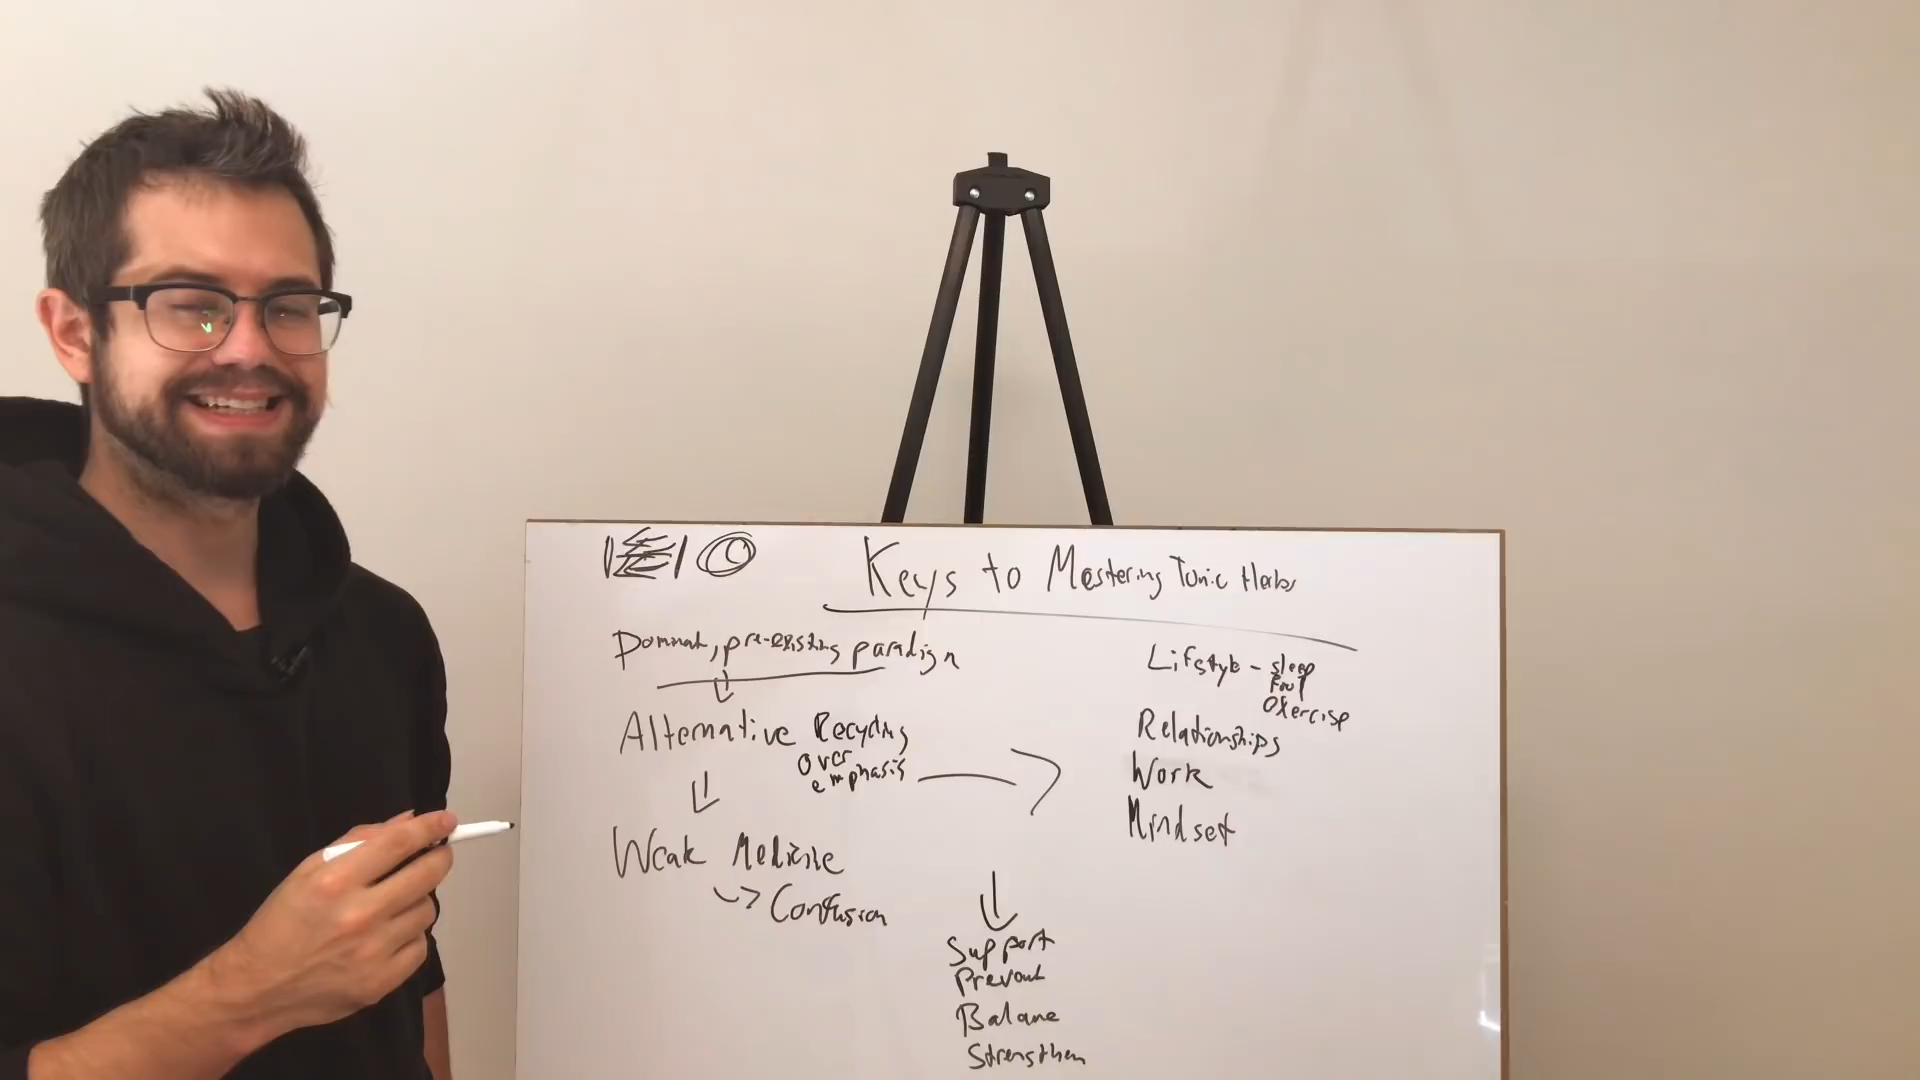 Keys to Mastering Tonic Herbs
Dominant, pre-existing paradigm
Alternative Recycling
over
emphasis
Weak Medicine
Confusion
Lifestyle - sleep
Food
exercise
Relationships
Work
Mindset
Support
Prevent
Balance
Strengthen